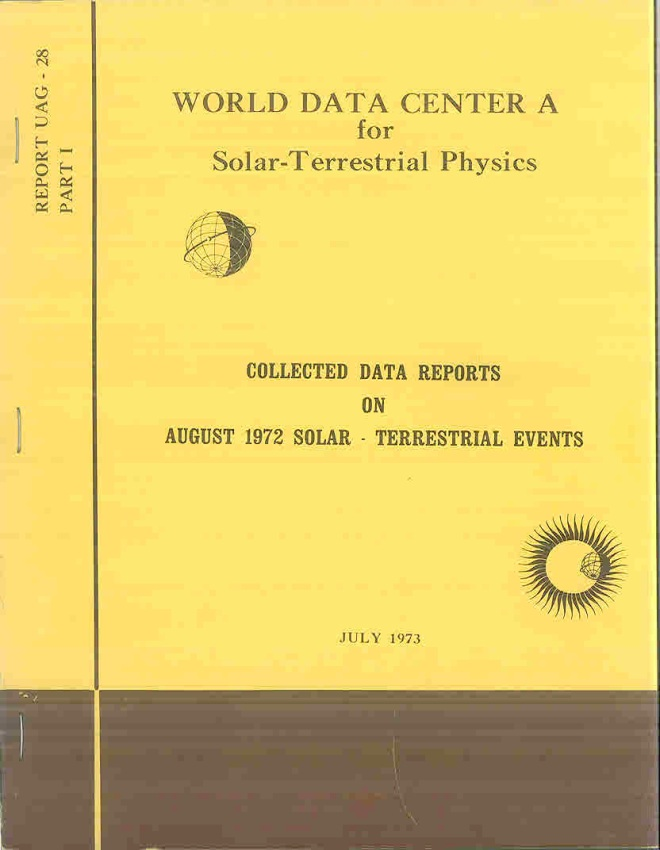 REPORT UAG - 28
PART I
WORLD DATA CENTER A
for
Solar-Terrestrial Physics
COLLECTED DATA REPORTS
ON
AUGUST 1972 SOLAR - TERRESTRIAL EVENTS
JULY 1973